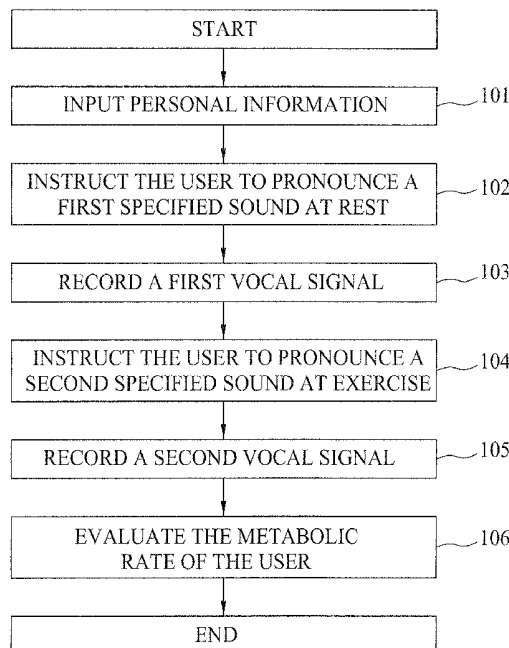 START
INPUT PERSONAL INFORMATION
101
INSTRUCT THE USER TO PRONOUNCE A
FIRST SPECIFIED SOUND AT REST
102
RECORD A FIRST VOCAL SIGNAL
103
INSTRUCT THE USER TO PRONOUNCE A
SECOND SPECIFIED SOUND AT EXERCISE
104
RECORD A SECOND VOCAL SIGNAL
105
EVALUATE THE METABOLIC
RATE OF THE USER
106
END